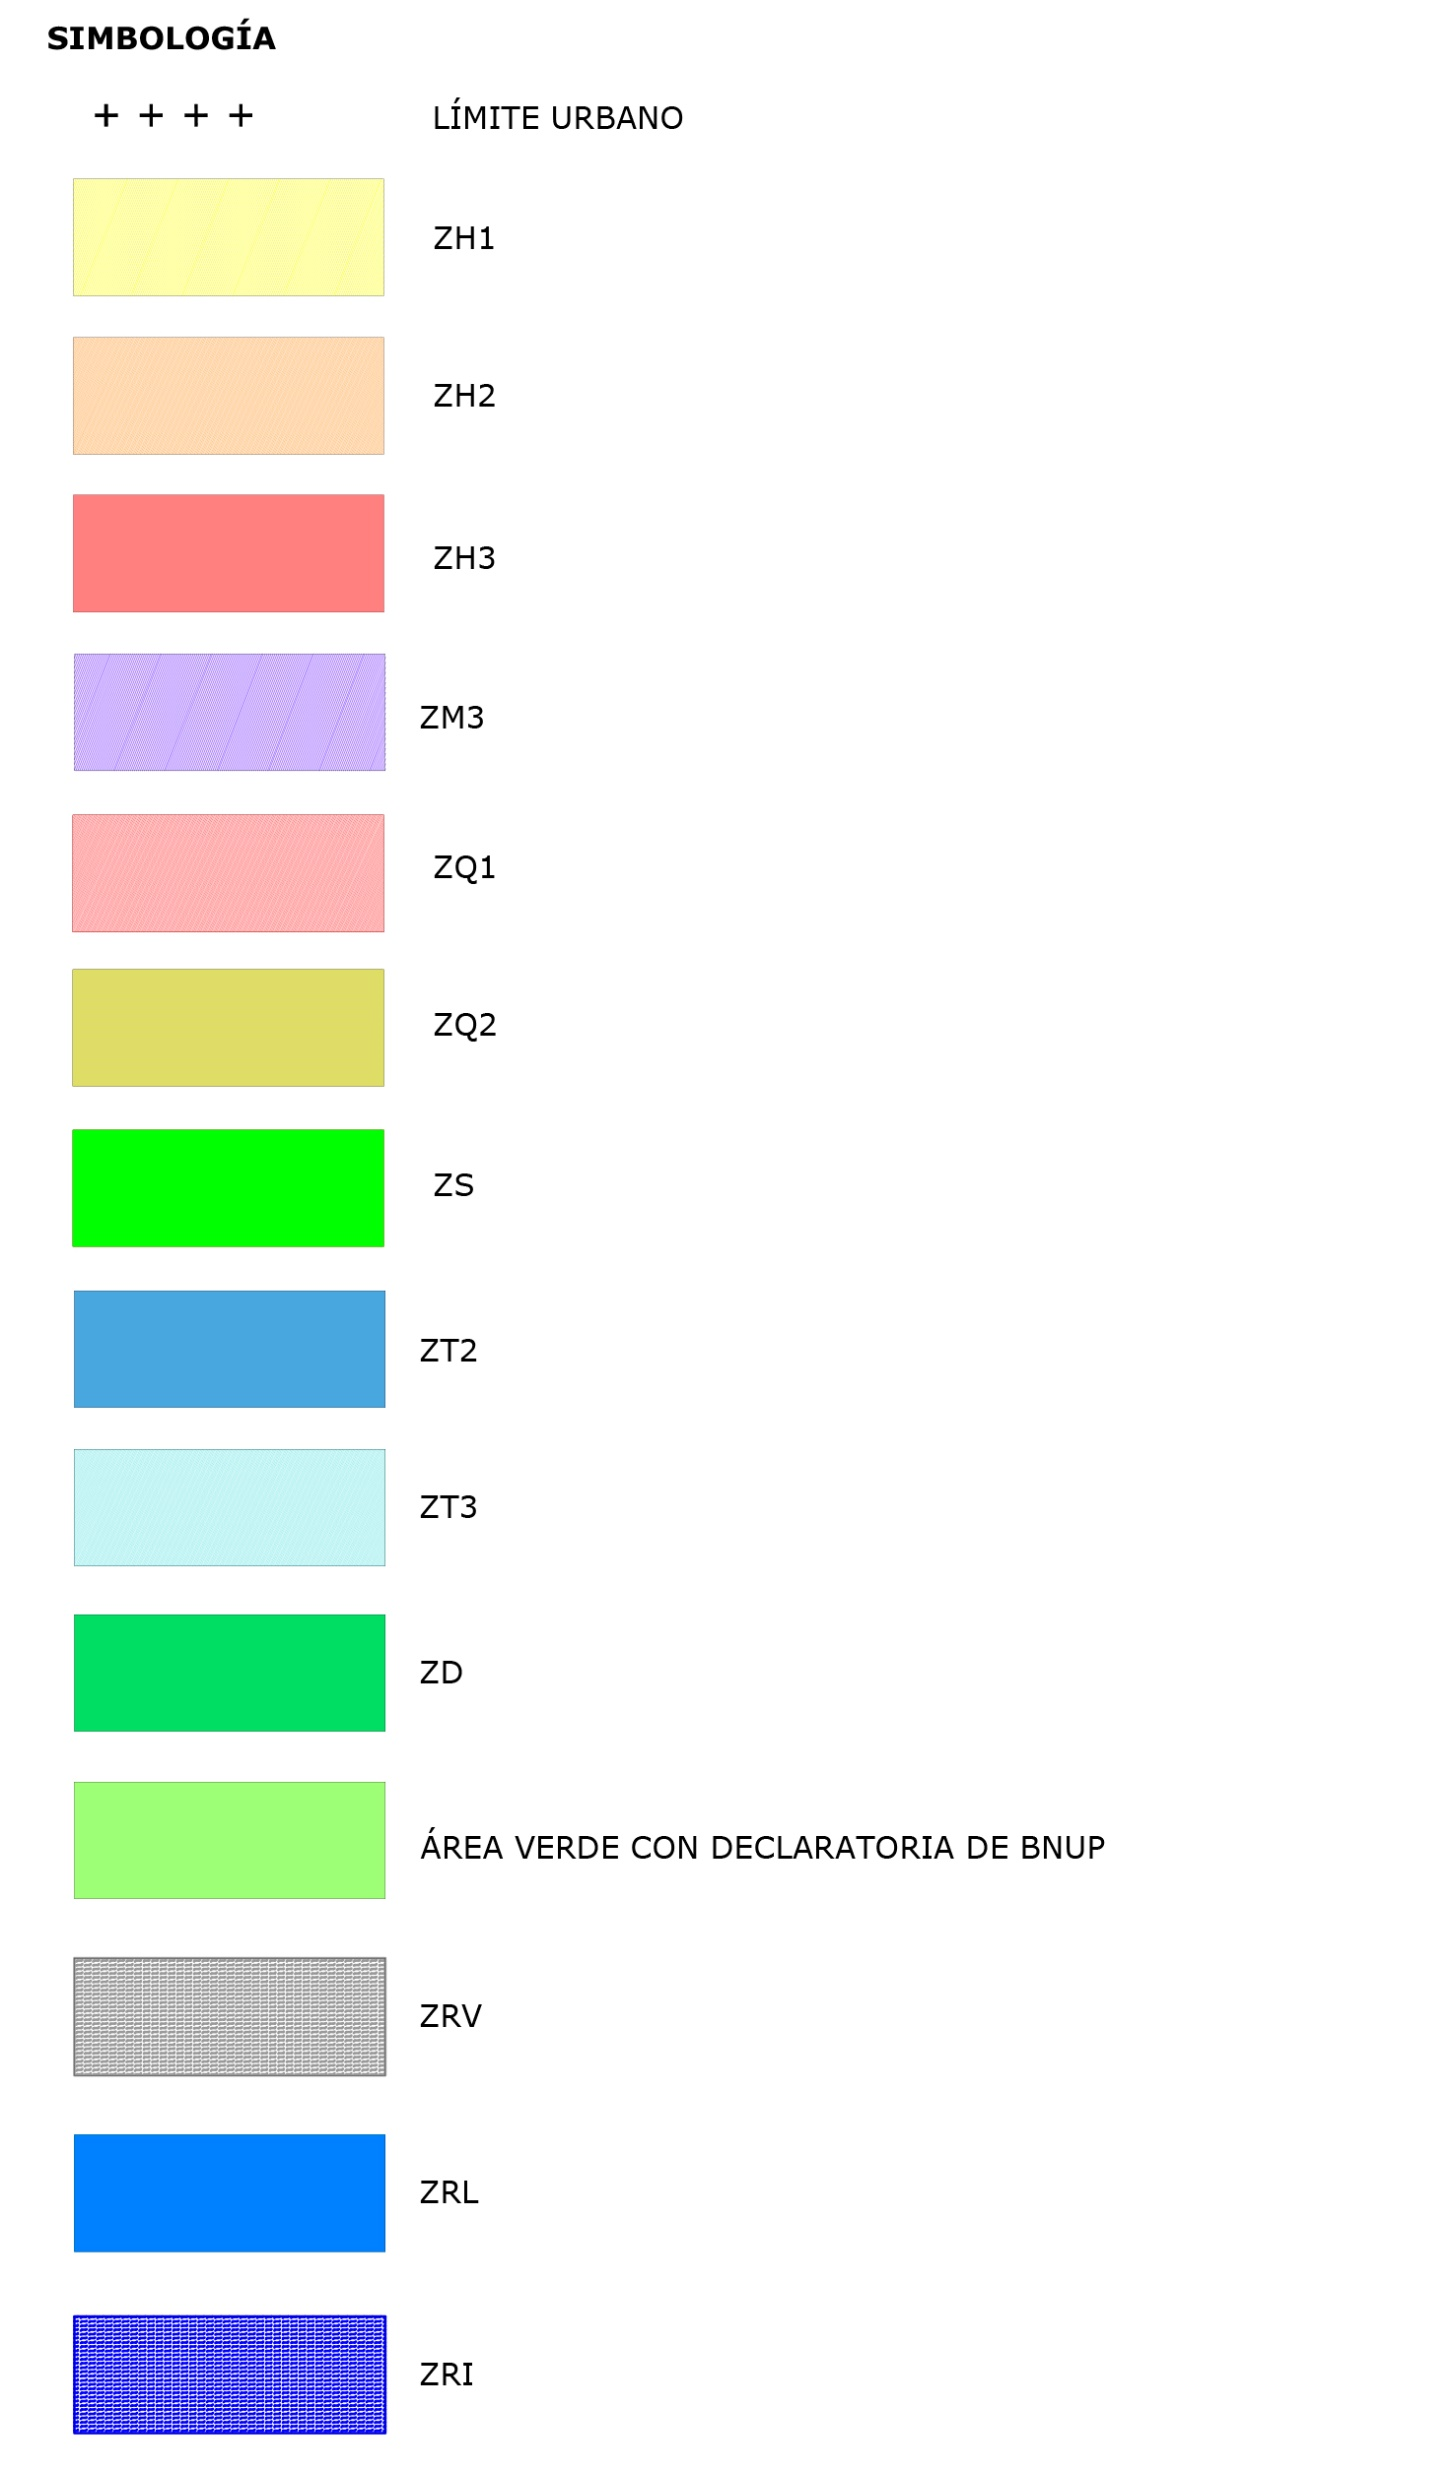 SIMBOLOGÍA
++++ LÍMITE URBANO
ZH1
ZH2
ZH3
ZM3
ZQ1
ZQ2
ZS
ZT2
ZT3
ZD
ÁREA VERDE CON DECLARATORIA DE BNUP
ZRV
ZRL
ZRI